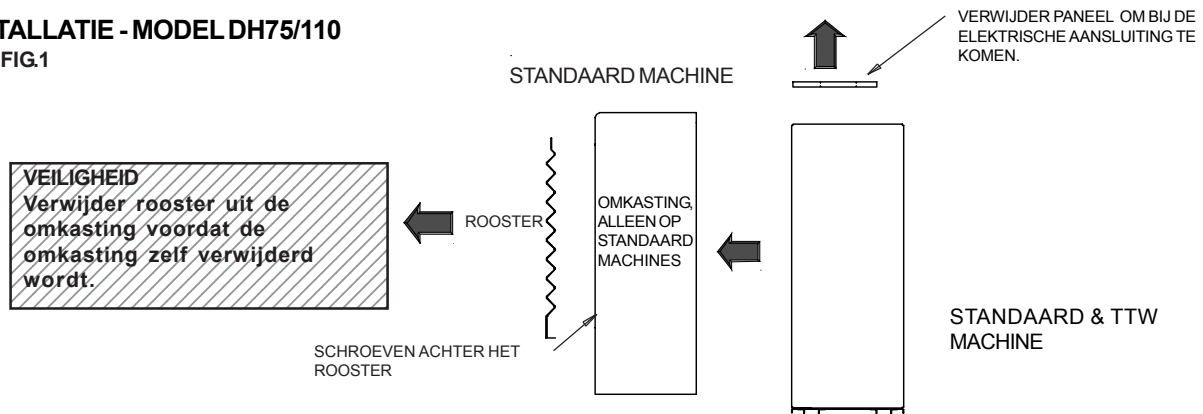 TALLATIE - MODEL DH75/110
FIG.1
STANDAARD MACHINE
VERWIJDER PANEEL OM BIJ DE
ELEKTRISCHE AANSLUITING TE
KOMEN.
VEILIGHEID
Verwijder rooster uit de
omkasting voordat de
omkasting zelf verwijderd
wordt.
ROOSTER
OMKASTING,
ALLEEN OP
STANDAARD
MACHINES
SCHROEVEN ACHTER HET
ROOSTER
STANDAARD & TTW
MACHINE